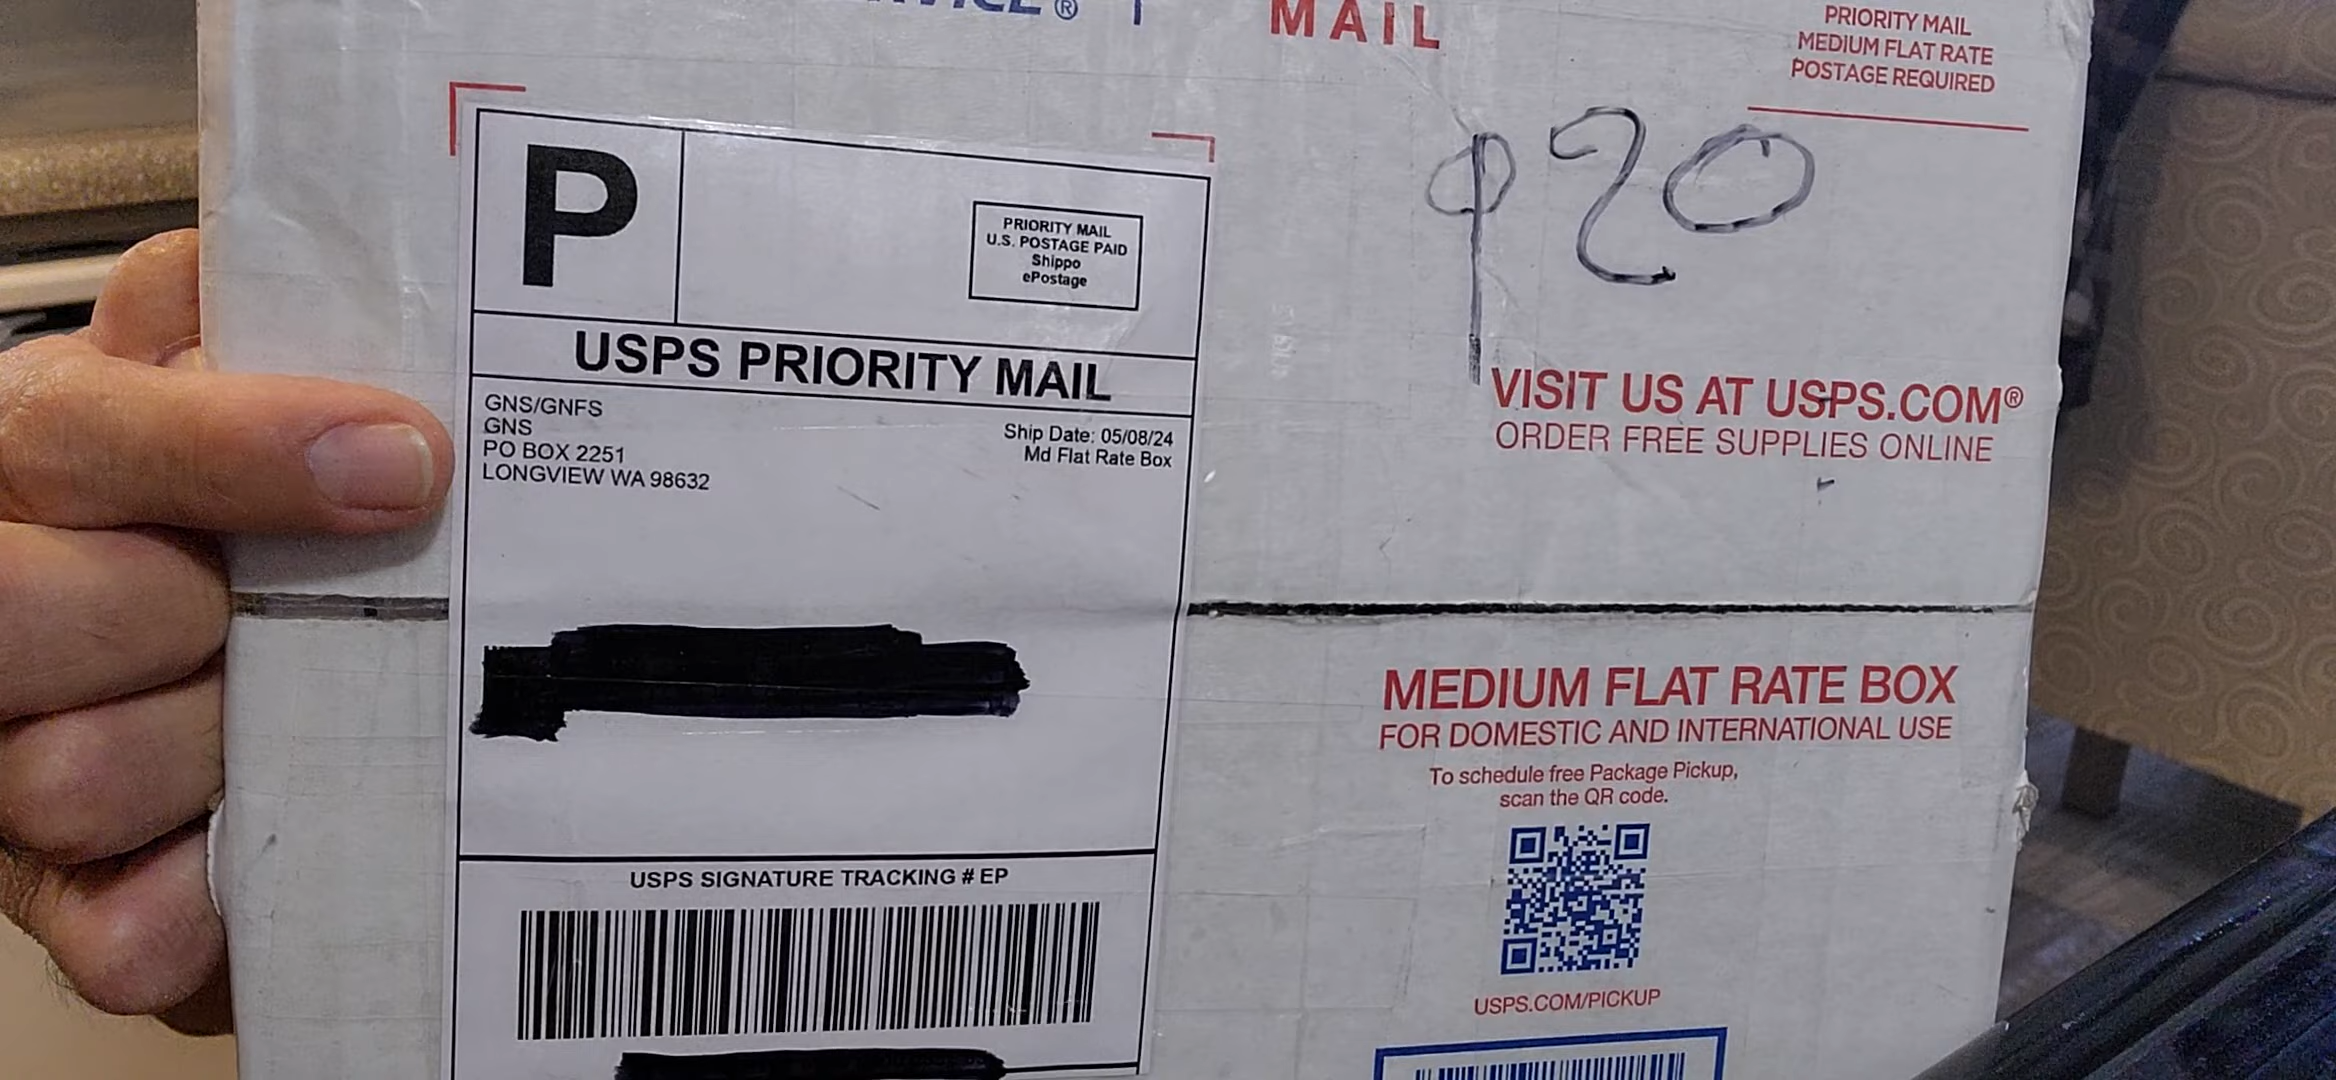 MAIL
PRIORITY MAIL
MEDIUM FLAT RATE
POSTAGE REQUIRED
P
PRIORITY MAIL
U.S. POSTAGE PAID
Shippo
ePostage
P20
USPS PRIORITY MAIL
GNS/GNFS
GNS
PO BOX 2251
LONGVIEW WA 98632
Ship Date: 05/08/24
Md Flat Rate Box
VISIT US AT USPS.COM®
ORDER FREE SUPPLIES ONLINE
MEDIUM FLAT RATE BOX
FOR DOMESTIC AND INTERNATIONAL USE
To schedule free Package Pickup,
scan the QR code.
USPS.COM/PICKUP
USPS SIGNATURE TRACKING # EP